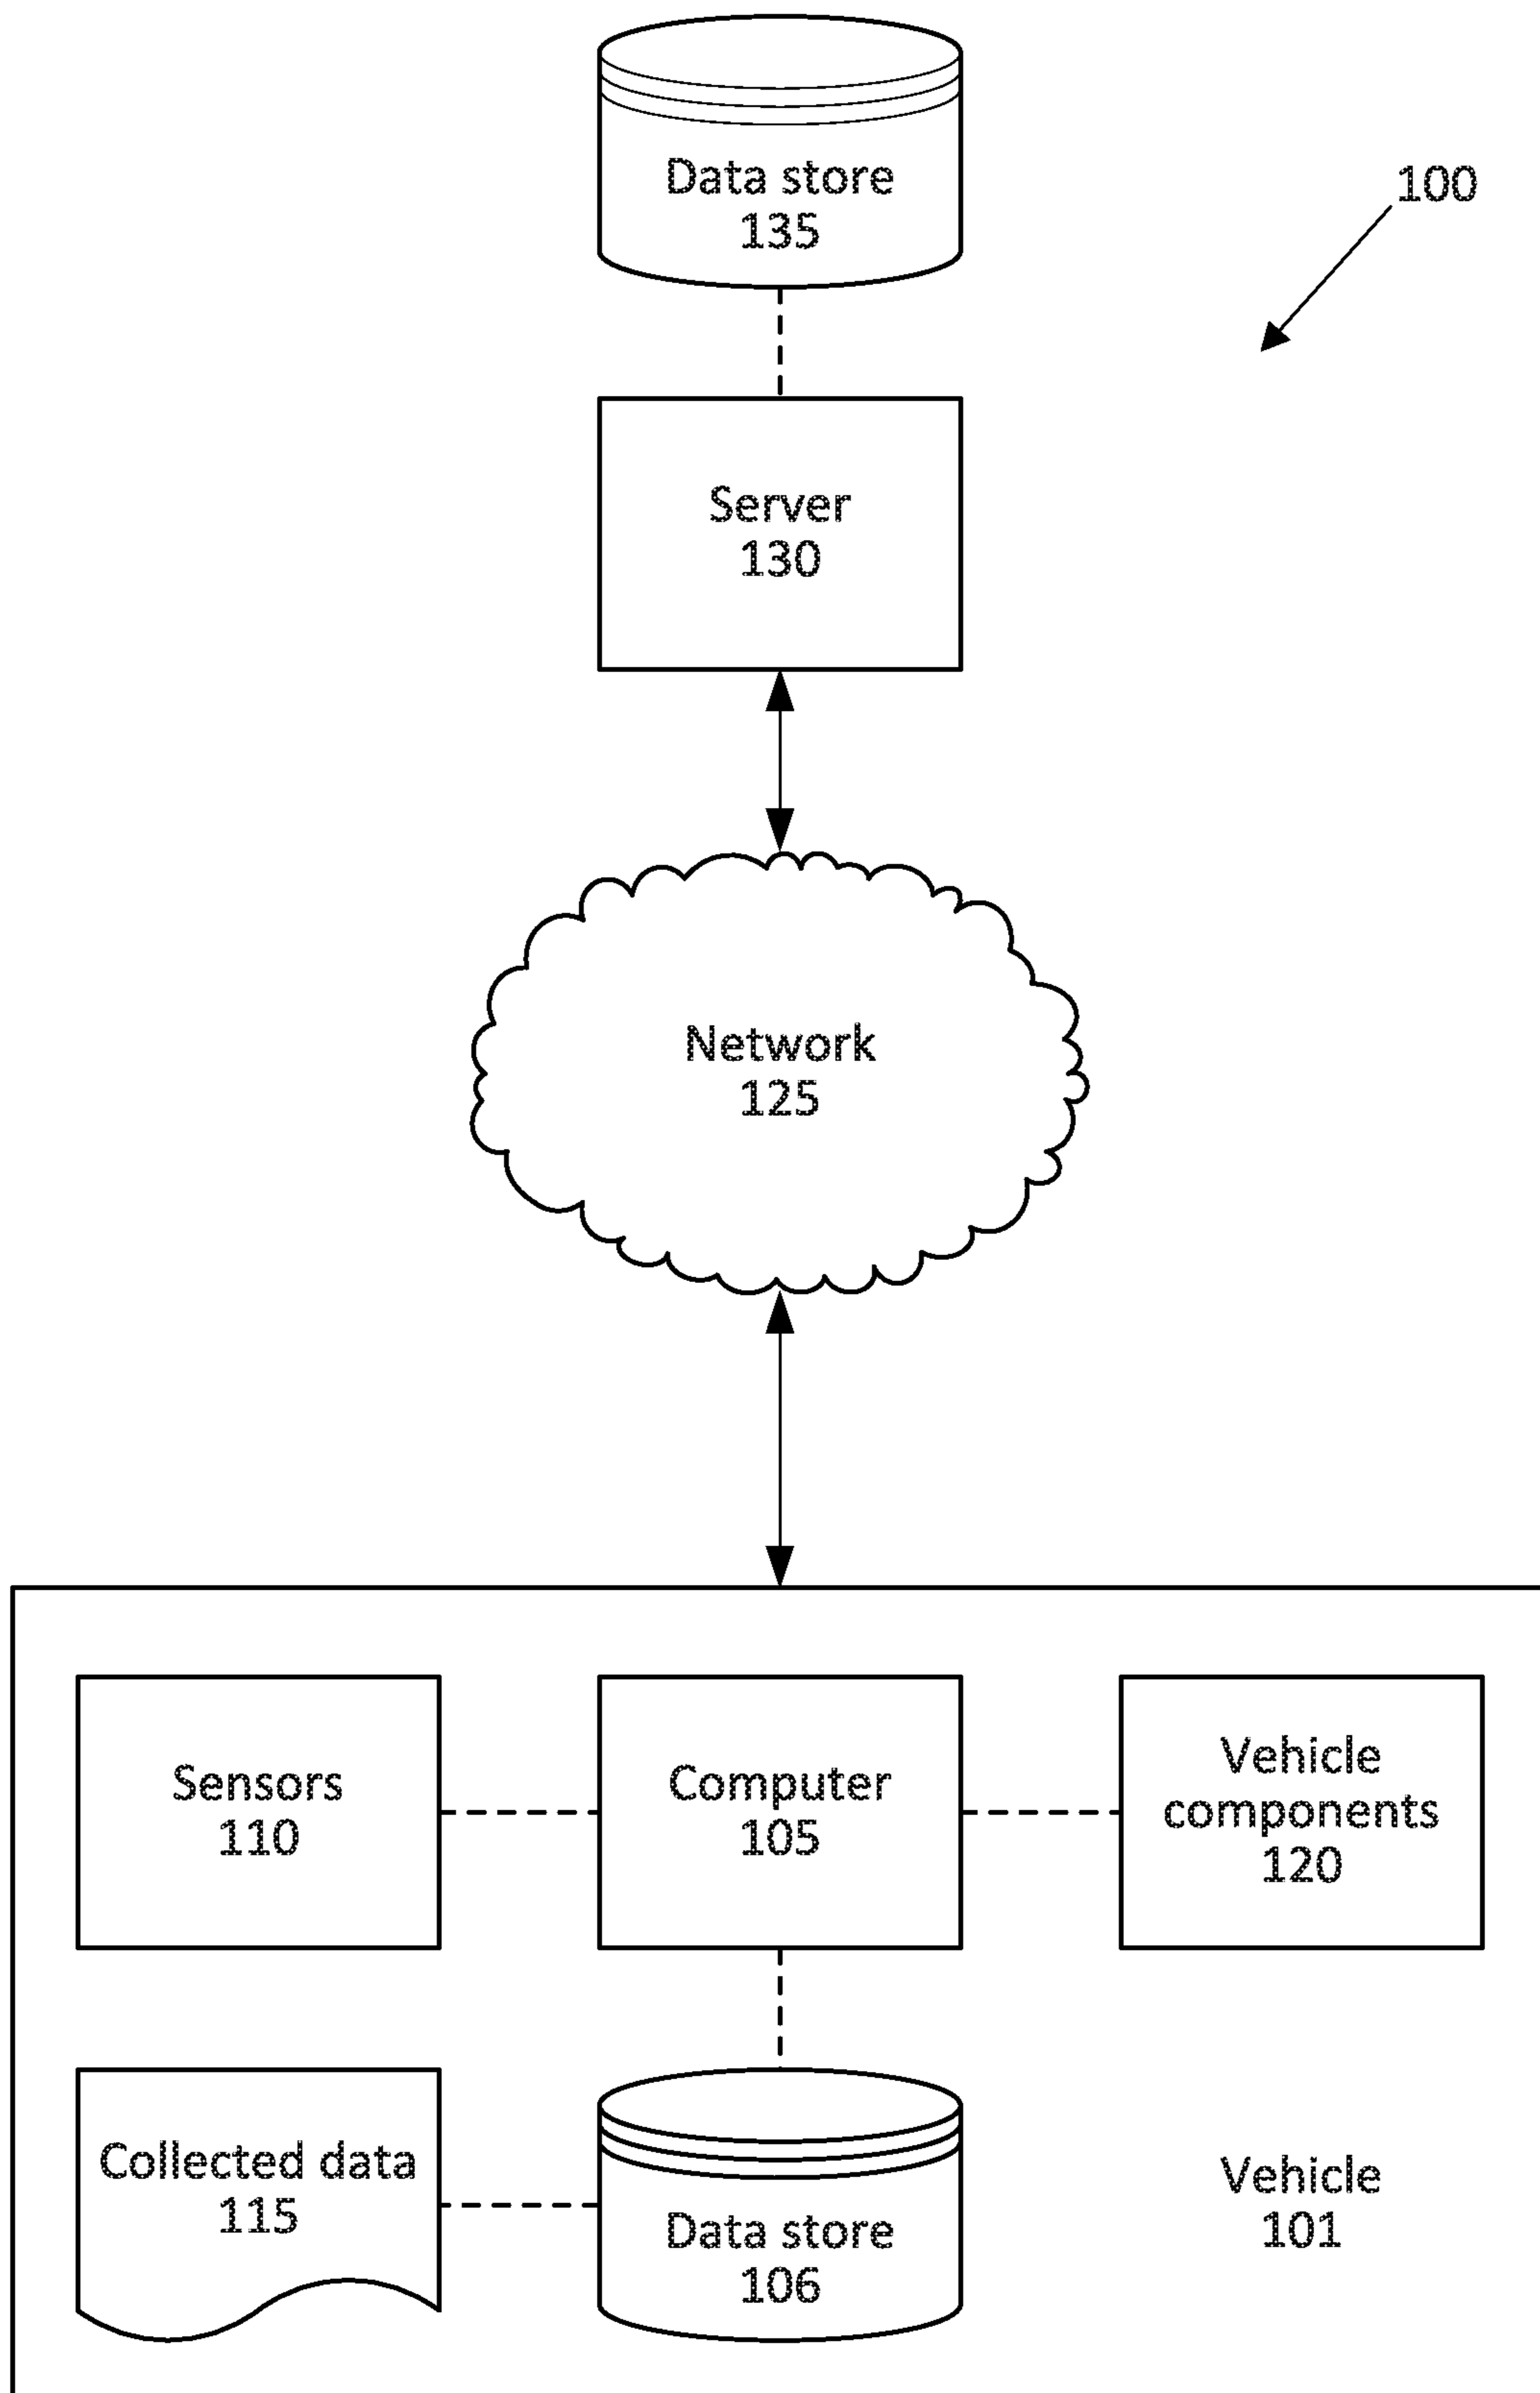 Data store
135
100
Server
130
Network
125
Sensors
110
Computer
105
Vehicle
components
120
Collected data
115
Data store
106
Vehicle
101